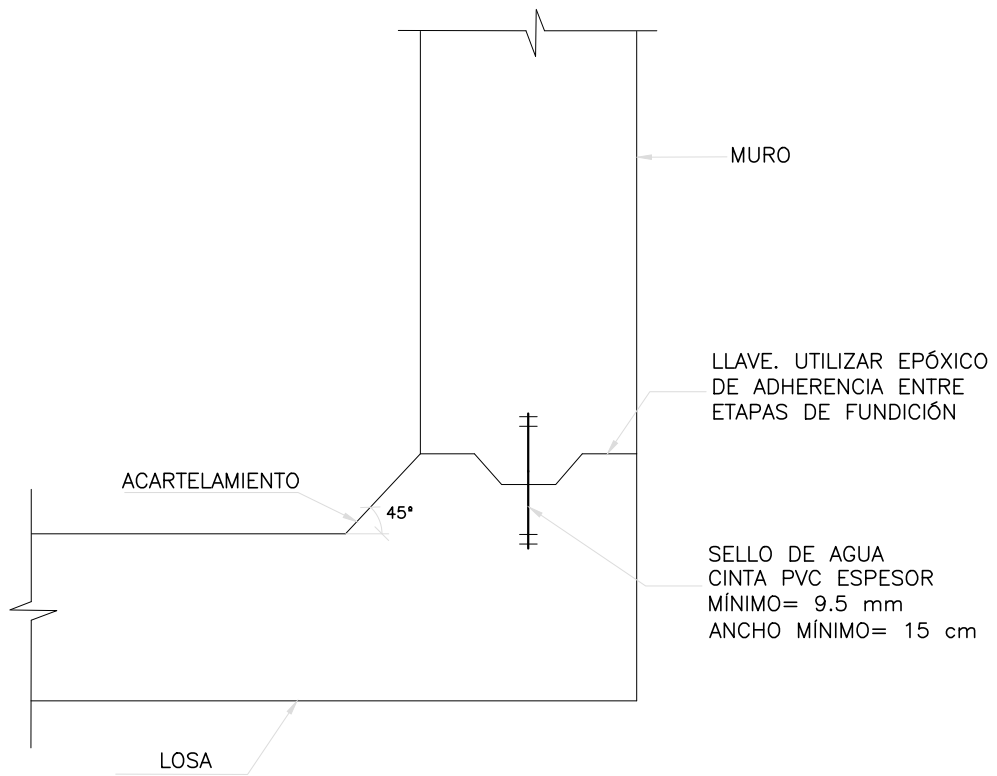 MURO
LLAVE. UTILIZAR EPÓXICO
DE ADHERENCIA ENTRE
ETAPAS DE FUNDICIÓN
ACARTELAMIENTO
45°
SELLO DE AGUA
CINTA PVC ESPESOR
MÍNIMO= 9.5 mm
ANCHO MÍNIMO= 15 cm
LOSA